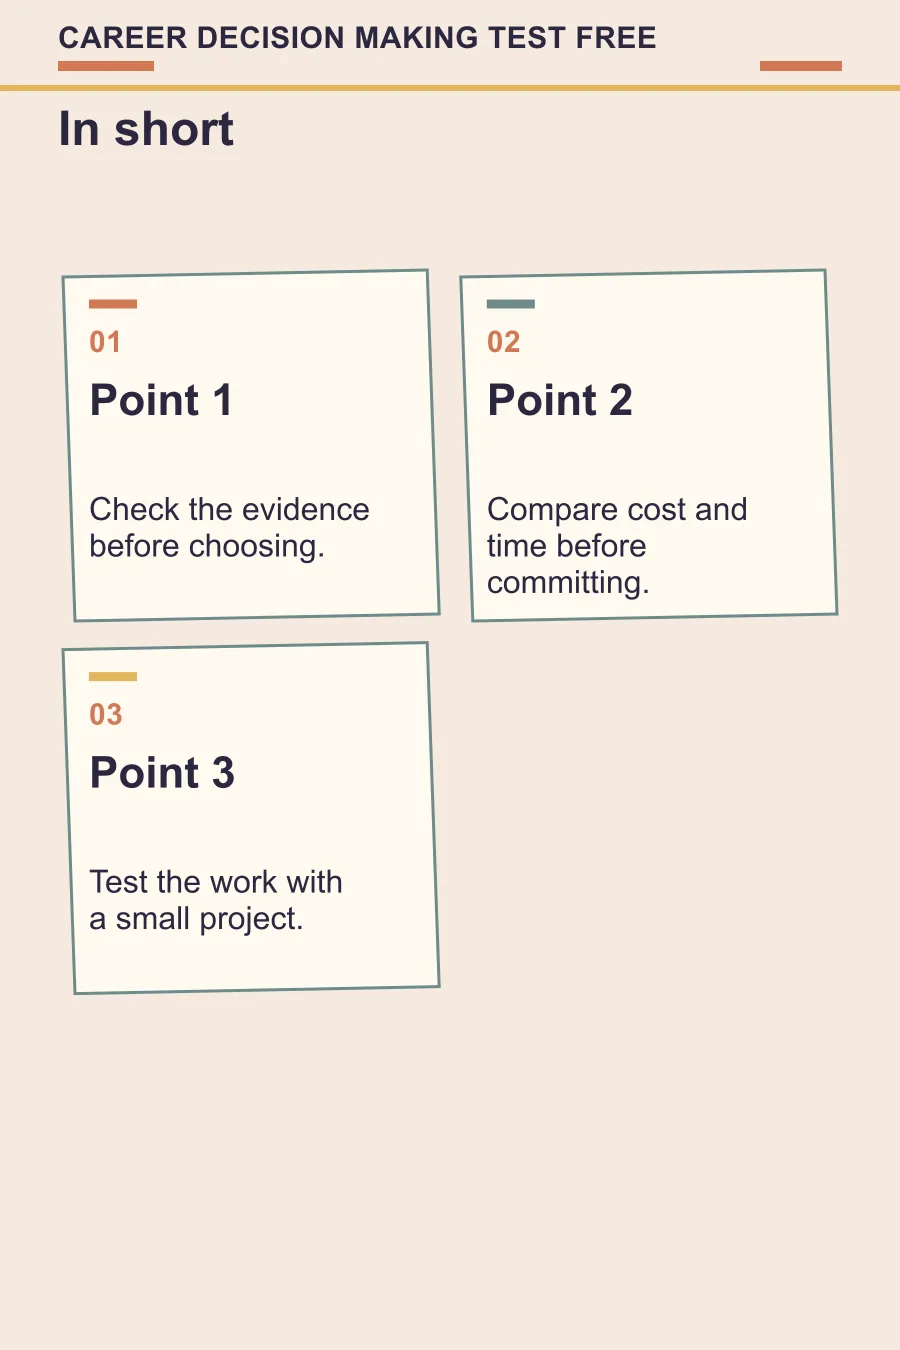 CAREER DECISION MAKING TEST FREE
In short
01
Point 1
Check the evidence
before choosing.
02
Point 2
Compare cost and
time before
committing.
03
Point 3
Test the work with
a small project.